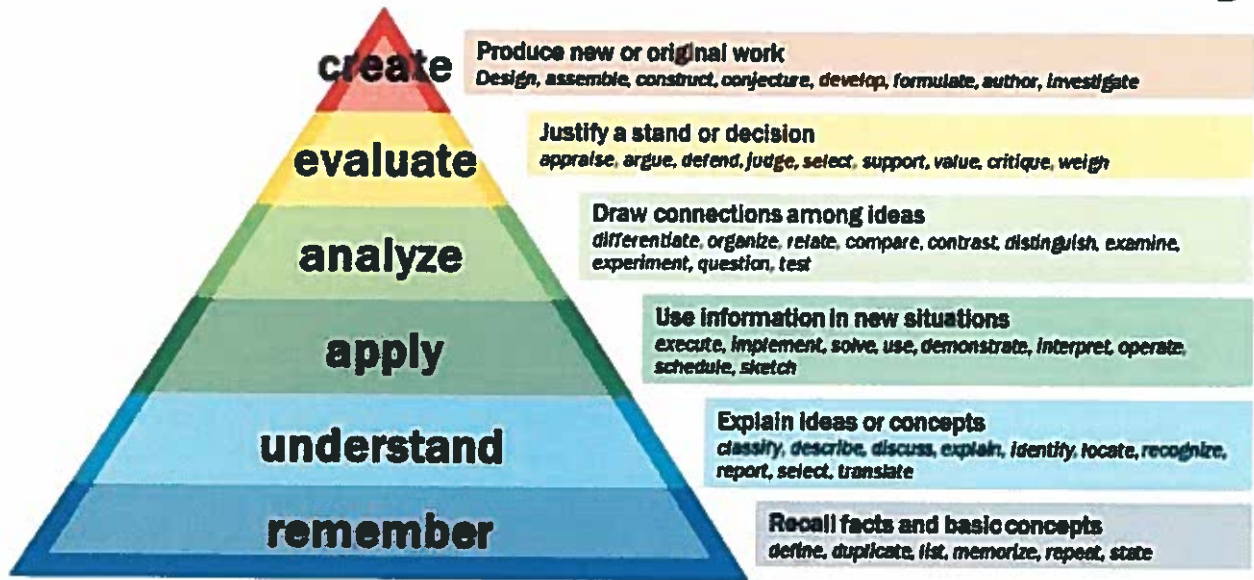 create
Produce new or original work
Design, assemble, construct, conjecture, develop, formulate, author, investigate
evaluate
Justify a stand or decision
appraise, argue, defend, judge, select, support, value, critique, weigh
analyze
Draw connections among ideas
differentiate, organize, relate, compare, contrast, distinguish, examine,
experiment, question, test
apply
Use information in new situations
execute, implement, solve, use, demonstrate, interpret, operate,
schedule, sketch
understand
Explain ideas or concepts
classify, describe, discuss, explain, identify, locate, recognize,
report, select, translate
remember
Recall facts and basic concepts
define, duplicate, list, memorize, repeat, state